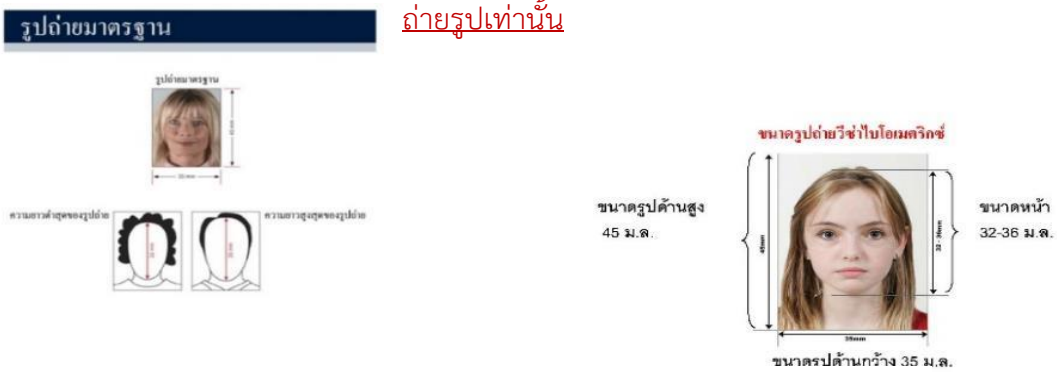 ถ่ายรูปเท่านั้น
รูปถ่ายมาตรฐาน
รูปถ่ายมาตรฐาน
45 mm
35 mm
ความยาวต่ำสุดของรูปถ่าย
ความยาวสูงสุดของรูปถ่าย
ขนาดรูปถ่ายวีซ่าไบโอเมตริกซ์
ขนาดรูปด้านสูง
45 ม.ล.
45mm
32 - 36mm
ขนาดหน้า
32-36 ม.ล.
35mm
ขนาดรูปด้านกว้าง 35 ม.ล.